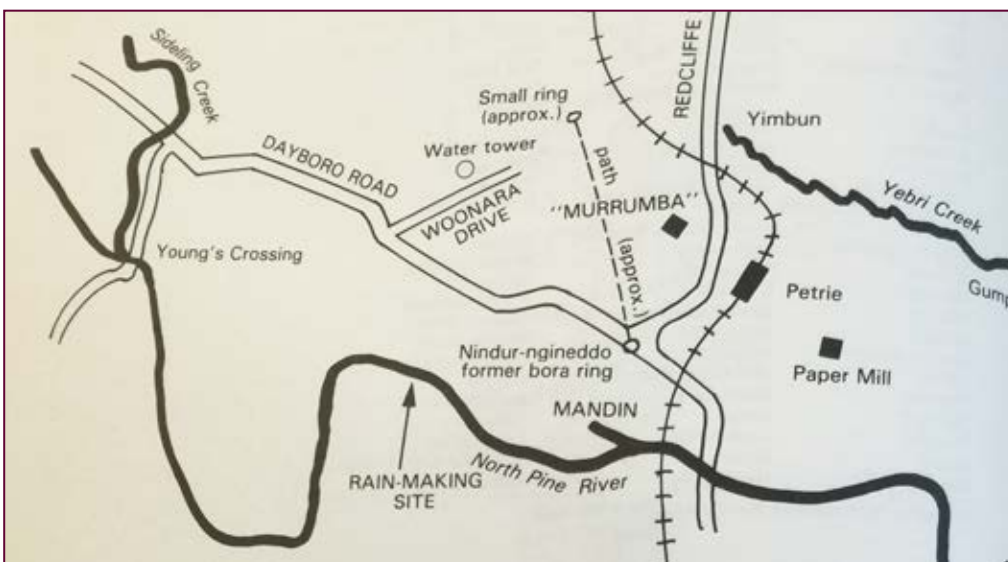 Sideling Creek
DAYBORO ROAD
Small ring
(approx.)
Water tower
WOONARA
DRIVE
path
(approx.)
"MURRUMBA"
REDCLIFFE
Yimbun
Yebri Creek
Gump
Young's Crossing
Petrie
Paper Mill
Nindur-ngineddo
former bora ring
MANDIN
North Pine River
RAIN-MAKING
SITE